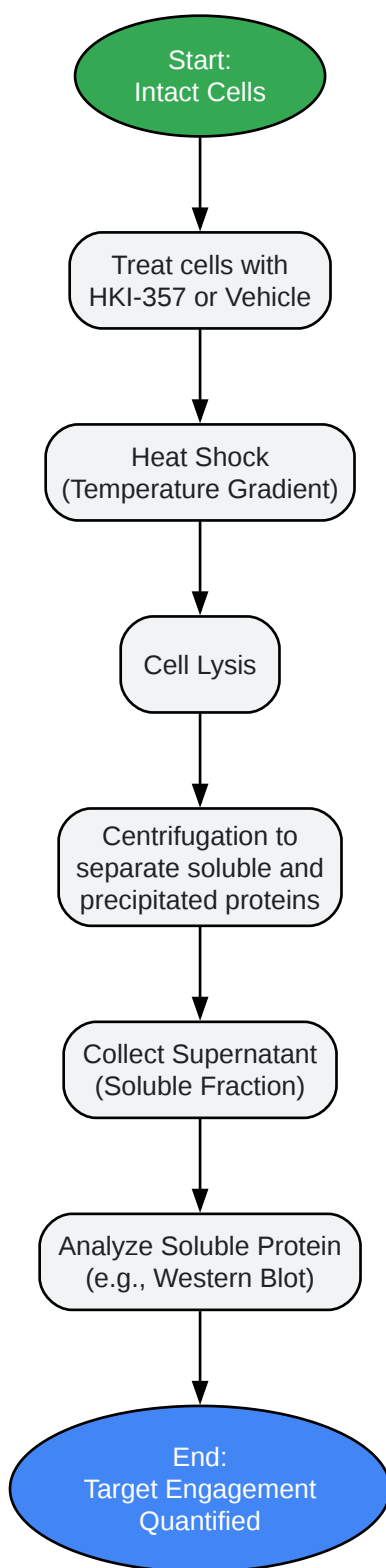 Start:
Intact Cells
Treat cells with
HKI-357 or Vehicle
Heat Shock
(Temperature Gradient)
Cell Lysis
Centrifugation to
separate soluble and
precipitated proteins
Collect Supernatant
(Soluble Fraction)
Analyze Soluble Protein
(e.g., Western Blot)
End:
Target Engagement
Quantified